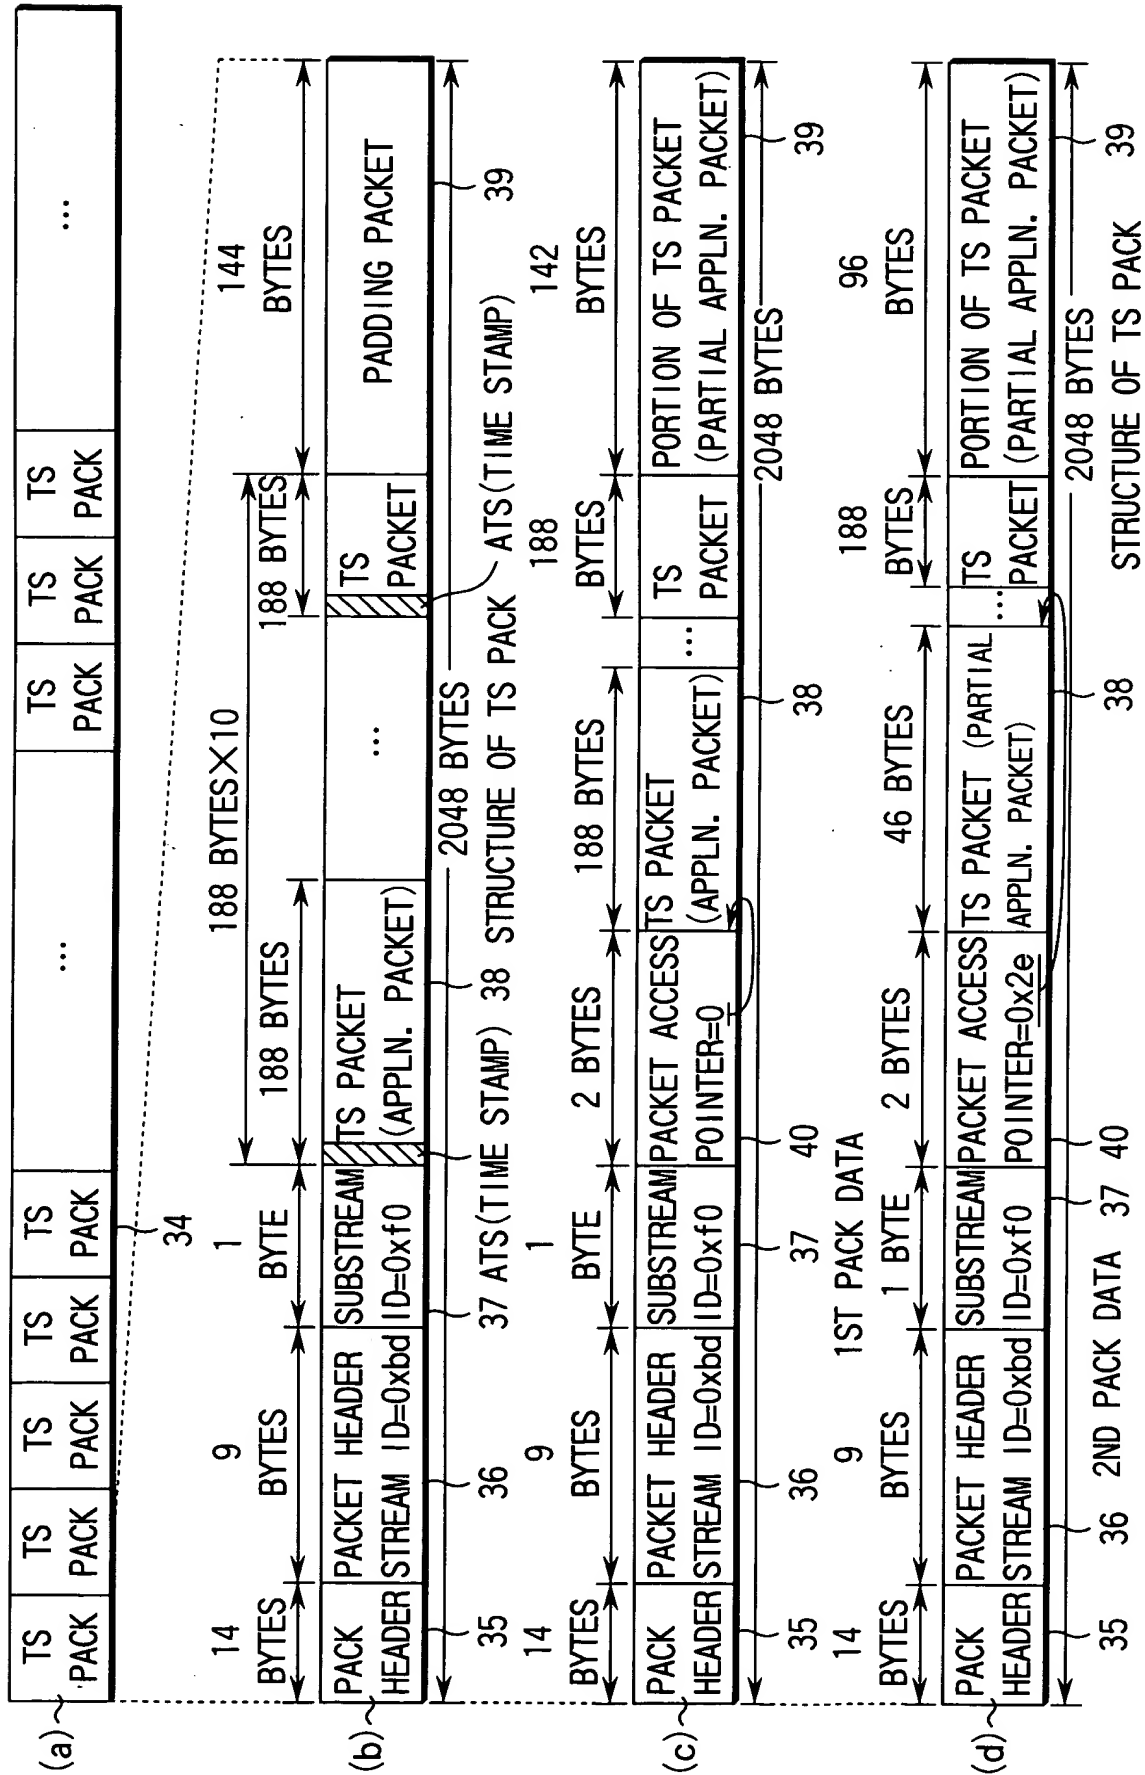 (a)
TS PACK
TS PACK
TS PACK
TS PACK
TS PACK
34
...
TS PACK
TS PACK
TS PACK
...
(b)
14 BYTES
9 BYTES
1 BYTE
188 BYTES×10
188 BYTES
188 BYTES
144 BYTES
PACK HEADER
PACKET HEADER
STREAM ID=0xbd
SUBSTREAM ID=0xf0
TS PACKET
(APPLN. PACKET)
...
TS PACKET
PADDING PACKET
2048 BYTES
35
36
37
ATS(TIME STAMP)
38
STRUCTURE OF TS PACK
ATS(TIME STAMP)
39
(c)
14 BYTES
9 BYTES
1 BYTE
2 BYTES
188 BYTES
188 BYTES
142 BYTES
PACK HEADER
PACKET HEADER
STREAM ID=0xbd
SUBSTREAM ID=0xf0
PACKET ACCESS
POINTER=0
TS PACKET
(APPLN. PACKET)
...
TS PACKET
PORTION OF TS PACKET
(PARTIAL APPLN. PACKET)
2048 BYTES
35
36
37
40
38
39
1ST PACK DATA
(d)
14 BYTES
9 BYTES
1 BYTE
2 BYTES
46 BYTES
188 BYTES
96 BYTES
PACK HEADER
PACKET HEADER
STREAM ID=0xbd
SUBSTREAM ID=0xf0
PACKET ACCESS
POINTER=0x2e
TS PACKET (PARTIAL
APPLN. PACKET)
...
TS PACKET
PORTION OF TS PACKET
(PARTIAL APPLN. PACKET)
2048 BYTES
35
36
37
40
38
39
2ND PACK DATA
STRUCTURE OF TS PACK